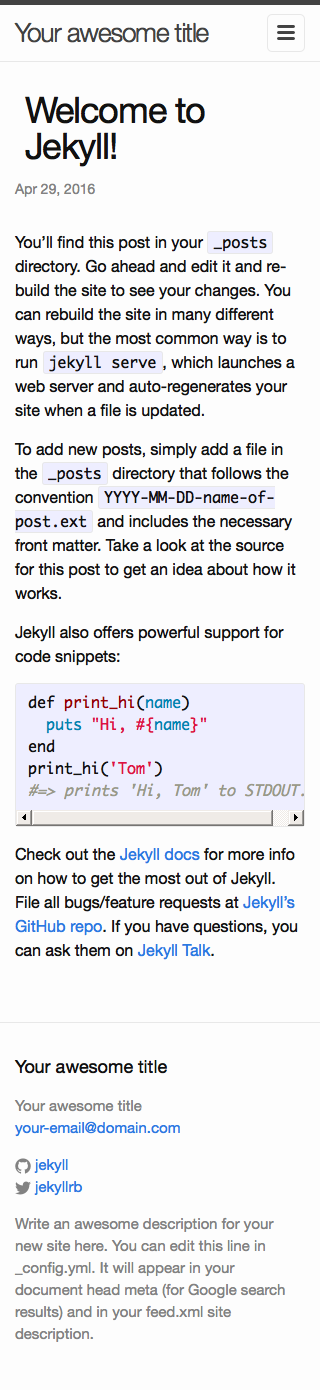 Your awesome title
Welcome to
Jekyll!
Apr 29, 2016
You’ll find this post in your _posts
directory. Go ahead and edit it and re-
build the site to see your changes. You
can rebuild the site in many different
ways, but the most common way is to
run jekyll serve, which launches a
web server and auto-regenerates your
site when a file is updated.
To add new posts, simply add a file in
the _posts directory that follows the
convention YYYY-MM-DD-name-of-
post.ext and includes the necessary
front matter. Take a look at the source
for this post to get an idea about how it
works.
Jekyll also offers powerful support for
code snippets:
def print_hi(name)
  puts "Hi, #{name}"
end
print_hi('Tom')
#=> prints 'Hi, Tom' to STDOUT.
Check out the Jekyll docs for more info
on how to get the most out of Jekyll.
File all bugs/feature requests at Jekyll’s
GitHub repo. If you have questions, you
can ask them on Jekyll Talk.
Your awesome title
Your awesome title
your-email@domain.com
jekyll
jekyllrb
Write an awesome description for your
new site here. You can edit this line in
_config.yml. It will appear in your
document head meta (for Google search
results) and in your feed.xml site
description.